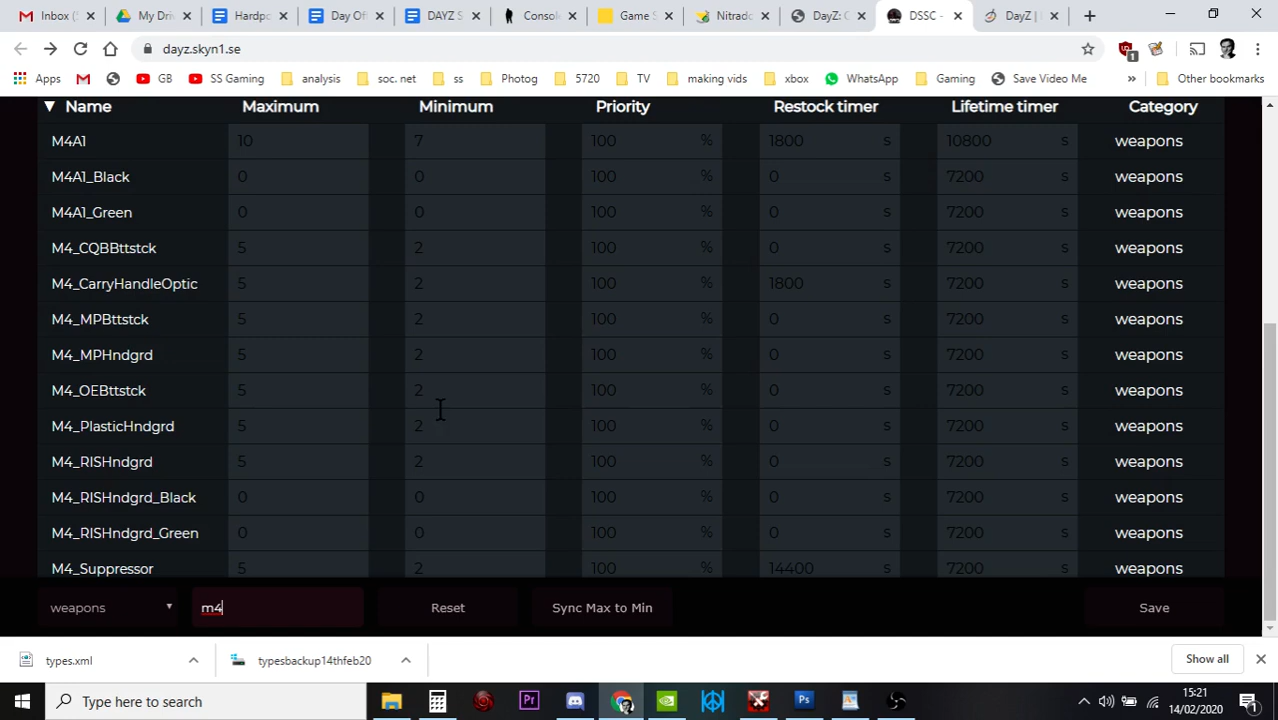 Inbox (
My Dri
Hardpo
Day Of
DAYZ S
Consol
GameS
Nitrado
DayZ:
DSSC -
DayZ |
dayz.skyn1.se
1
Apps
GB
SS Gaming
analysis
soc. net
ss
Photog
5720
TV
making vids
xbox
WhatsApp
Gaming
Save Video Me
»
Other bookmarks
▼ Name Maximum Minimum Priority Restock timer Lifetime timer Category
M4A1 10 7 100 % 1800 s 10800 s weapons
M4A1_Black 0 0 100 % 0 s 7200 s weapons
M4A1_Green 0 0 100 % 0 s 7200 s weapons
M4_CQBBttstck 5 2 100 % 0 s 7200 s weapons
M4_CarryHandleOptic 5 2 100 % 1800 s 7200 s weapons
M4_MPBttstck 5 2 100 % 0 s 7200 s weapons
M4_MPHndgrd 5 2 100 % 0 s 7200 s weapons
M4_OEBttstck 5 2 100 % 0 s 7200 s weapons
M4_PlasticHndgrd 5 2 100 % 0 s 7200 s weapons
M4_RISHndgrd 5 2 100 % 0 s 7200 s weapons
M4_RISHndgrd_Black 0 0 100 % 0 s 7200 s weapons
M4_RISHndgrd_Green 0 0 100 % 0 s 7200 s weapons
M4_Suppressor 5 2 100 % 14400 s 7200 s weapons
weapons m4 Reset Sync Max to Min Save
types.xml typesbackup14thfeb20 Show all
Type here to search
Pr
Ps
15:21
14/02/2020
1